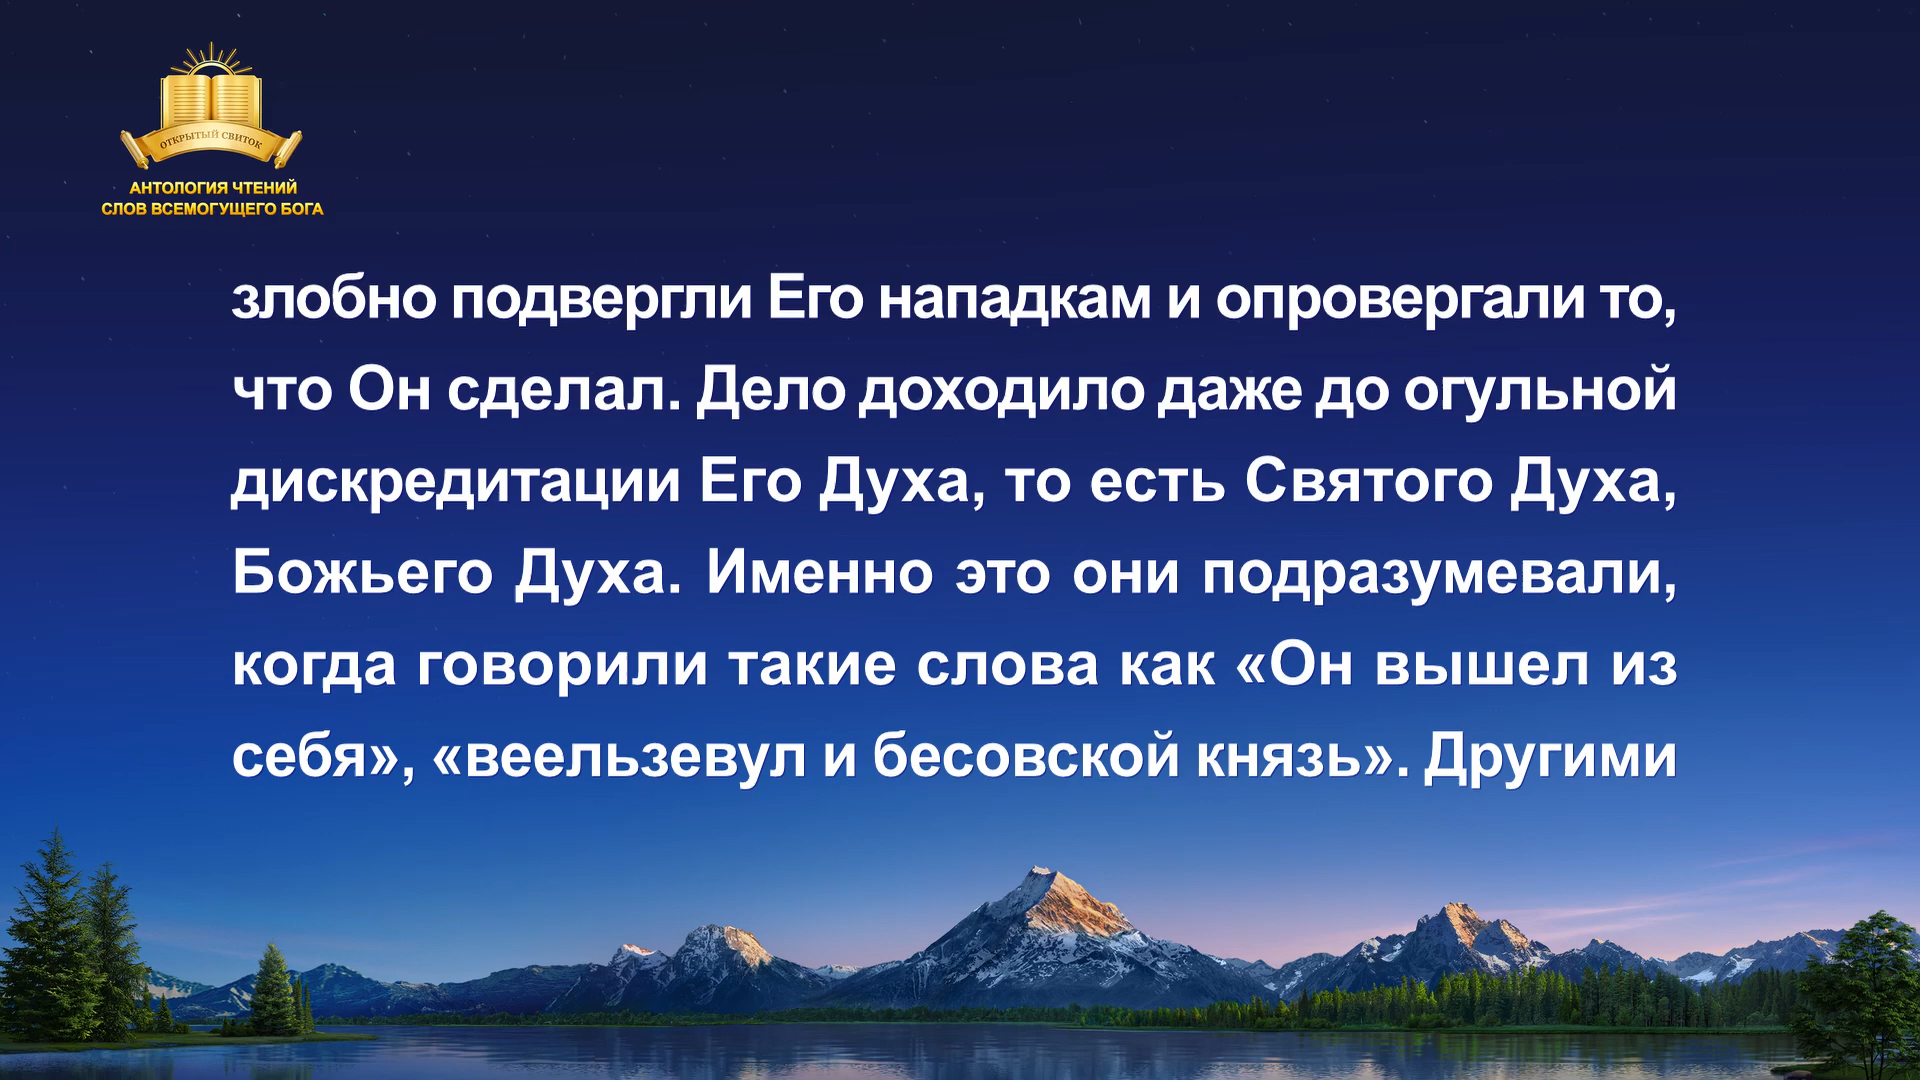 ОТКРЫТЫЙ СВИТОК
АНТОЛОГИЯ ЧТЕНИЙ
СЛОВ ВСЕМОГУЩЕГО БОГА
злобно подвергли Его нападкам и опровергали то,
что Он сделал. Дело доходило даже до огульной
дискредитации Его Духа, то есть Святого Духа,
Божьего Духа. Именно это они подразумевали,
когда говорили такие слова как «Он вышел из
себя», «веельзевул и бесовской князь». Другими